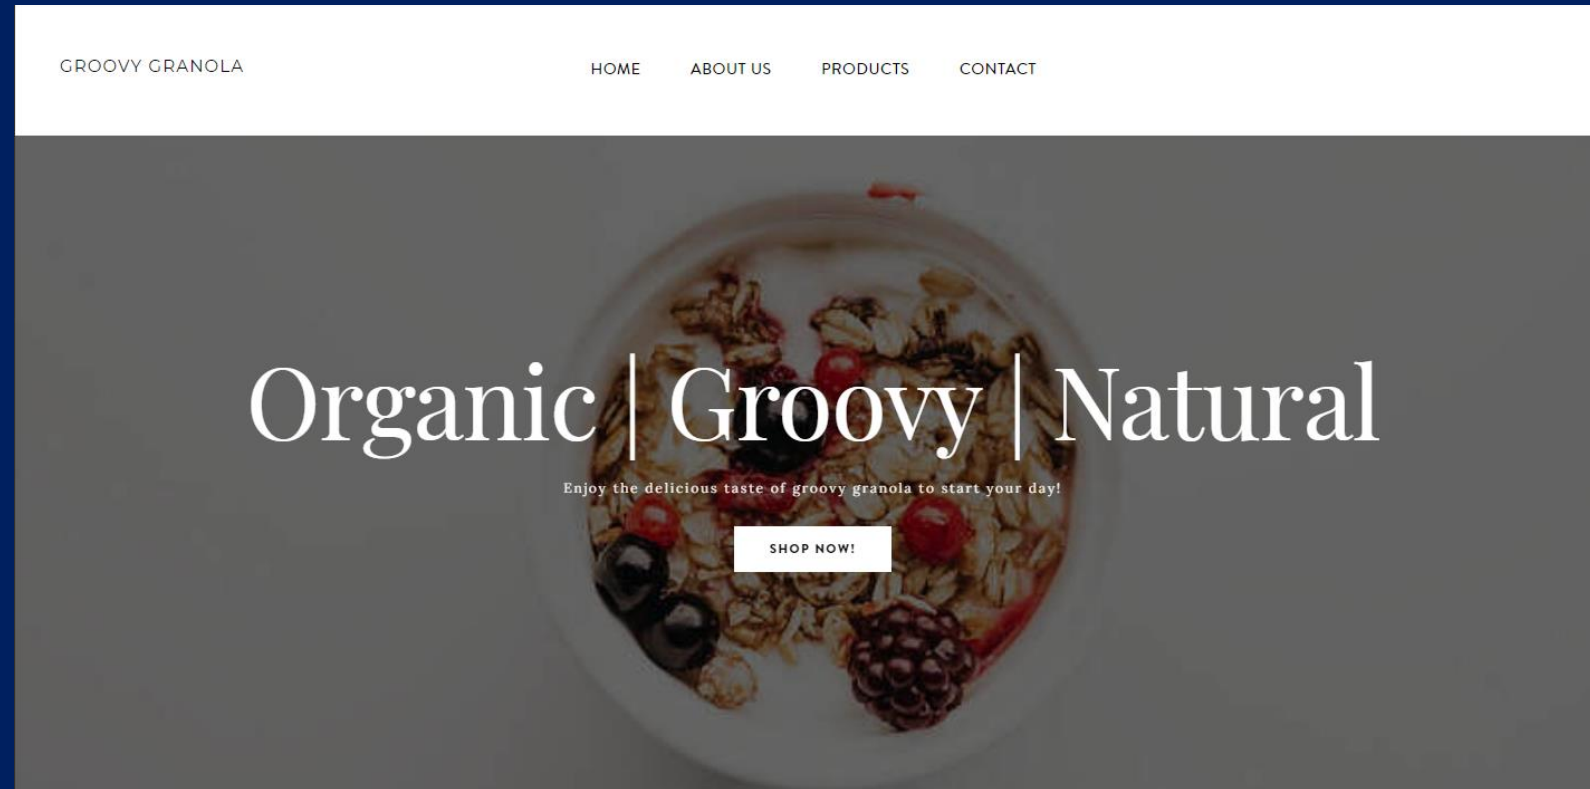 GROOVY GRANOLA
HOME ABOUT US PRODUCTS CONTACT
Organic | Groovy | Natural
Enjoy the delicious taste of groovy granola to start your day!
SHOP NOW!